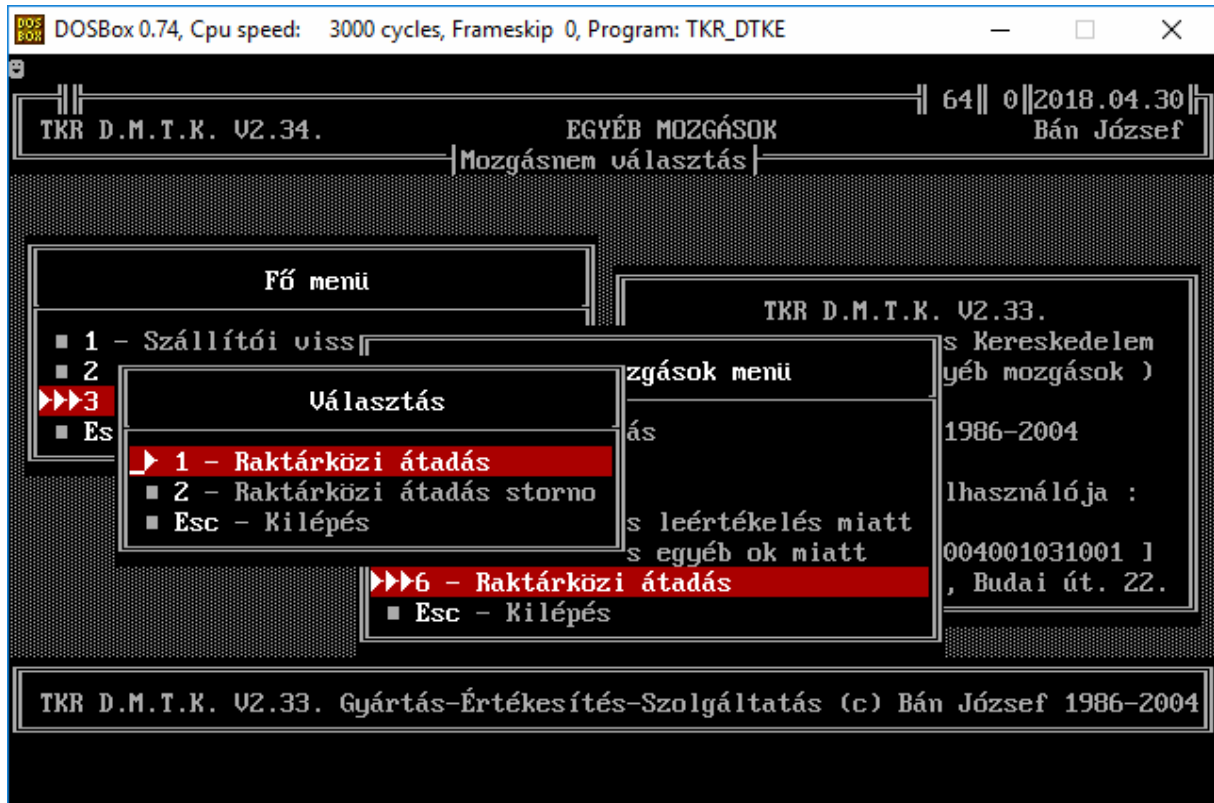 DOSBox 0.74, Cpu speed: 3000 cycles, Frameskip 0, Program: TKR_DTKE
64 0 2018.04.30
TKR D.M.T.K. V2.34. EGYÉB MOZGÁSOK Bán József
Mozgásnem választás
Fő menü
1 - Szállítói viss
2
3
Es
TKR D.M.T.K. V2.33.
s Kereskedelem
yéb mozgások )
1986-2004
lhasználója :
004001031001 ]
, Budai út. 22.
zgások menü
ás
s leértékelés miatt
s egyéb ok miatt
6 - Raktárközi átadás
Esc - Kilépés
Választás
1 - Raktárközi átadás
2 - Raktárközi átadás storno
Esc - Kilépés
TKR D.M.T.K. V2.33. Gyártás-Értékesítés-Szolgáltatás (c) Bán József 1986-2004